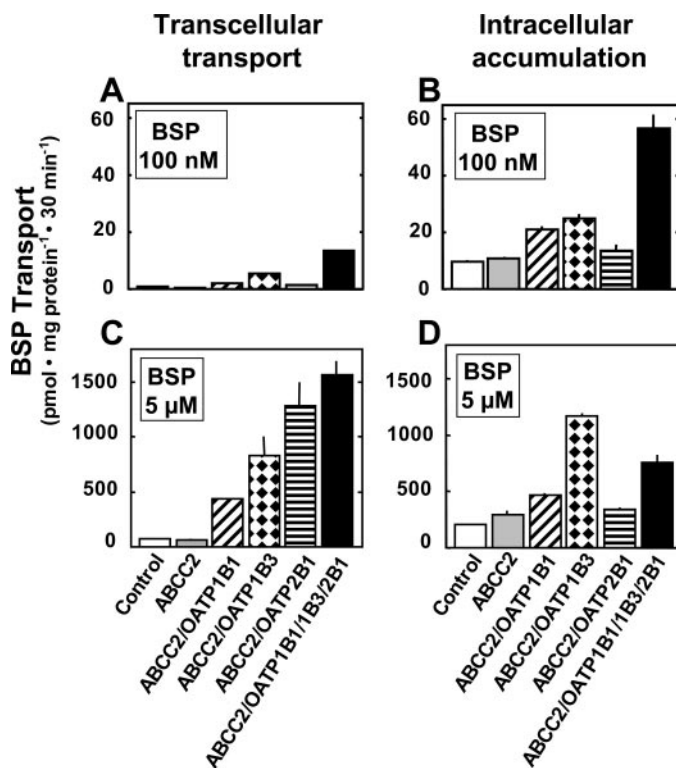 Transcellular
transport
Intracellular
accumulation
BSP Transport
(pmol • mg protein⁻¹ • 30 min⁻¹)
A
BSP
100 nM
60
40
20
0
B
BSP
100 nM
60
40
20
0
C
BSP
5 µM
1500
1000
500
0
D
BSP
5 µM
1500
1000
500
0
Control
ABCC2
ABCC2/OATP1B1
ABCC2/OATP1B3
ABCC2/OATP2B1
ABCC2/OATP1B1/1B3/2B1
Control
ABCC2
ABCC2/OATP1B1
ABCC2/OATP1B3
ABCC2/OATP2B1
ABCC2/OATP1B1/1B3/2B1